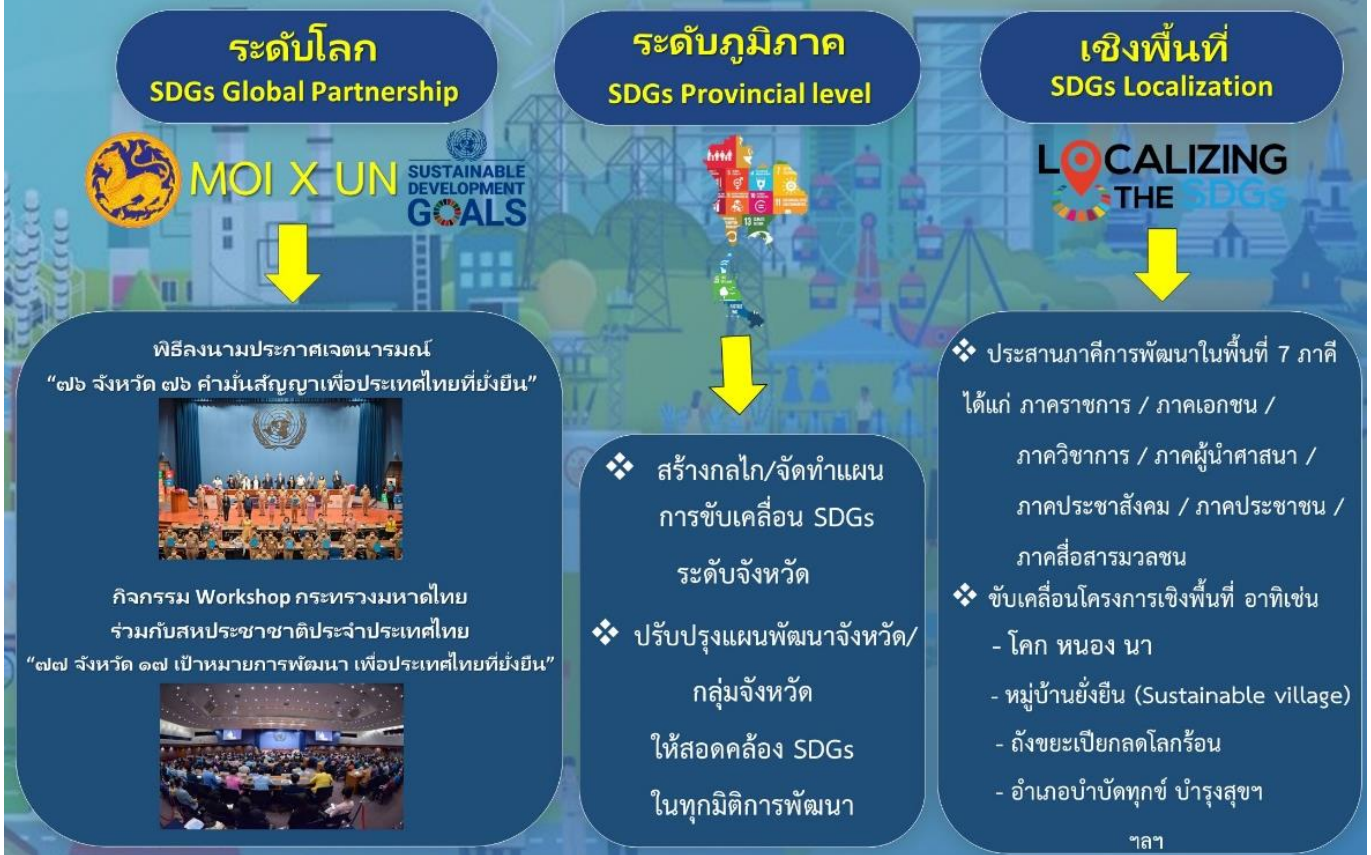 ระดับโลก
SDGs Global Partnership
MOI X UN
SUSTAINABLE
DEVELOPMENT
GOALS
พิธีลงนามประกาศเจตนารมณ์
“๗๖ จังหวัด ๗๖ คำมั่นสัญญาเพื่อประเทศไทยที่ยั่งยืน”
กิจกรรม Workshop กระทรวงมหาดไทย
ร่วมกับสหประชาชาติประจำประเทศไทย
“๗๗ จังหวัด ๑๗ เป้าหมายการพัฒนา เพื่อประเทศไทยที่ยั่งยืน”
ระดับภูมิภาค
SDGs Provincial level
❖ สร้างกลไก/จัดทำแผน
การขับเคลื่อน SDGs
ระดับจังหวัด
❖ ปรับปรุงแผนพัฒนาจังหวัด/
กลุ่มจังหวัด
ให้สอดคล้อง SDGs
ในทุกมิติการพัฒนา
เชิงพื้นที่
SDGs Localization
LOCALIZING
THE SDGs
❖ ประสานภาคีการพัฒนาในพื้นที่ 7 ภาคี
ได้แก่ ภาคราชการ / ภาคเอกชน /
ภาควิชาการ / ภาคผู้นำศาสนา /
ภาคประชาสังคม / ภาคประชาชน /
ภาคสื่อสารมวลชน
❖ ขับเคลื่อนโครงการเชิงพื้นที่ อาทิเช่น
- โคก หนอง นา
- หมู่บ้านยั่งยืน (Sustainable village)
- ถังขยะเปียกลดโลกร้อน
- อำเภอบำบัดทุกข์ บำรุงสุขฯ
ฯลฯ